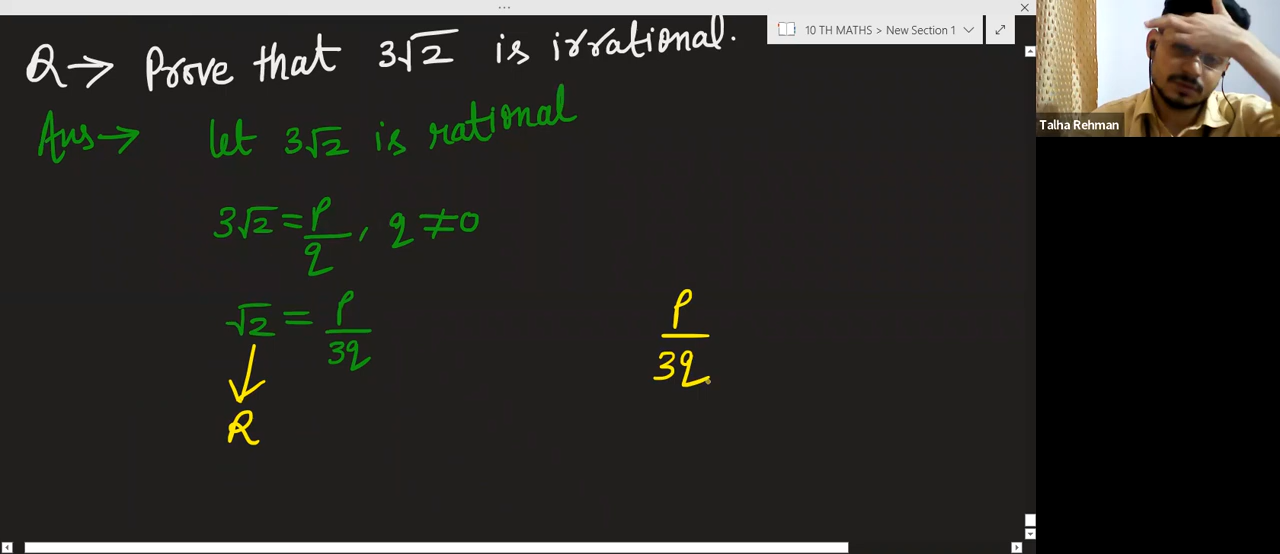 10 TH MATHS > New Section 1
Q → Prove that 3√2 is irrational.
Talha Rehman
Ans → let 3√2 is rational
3√2 = p/q, q ≠ 0
√2 = p/3q
p/3q
R